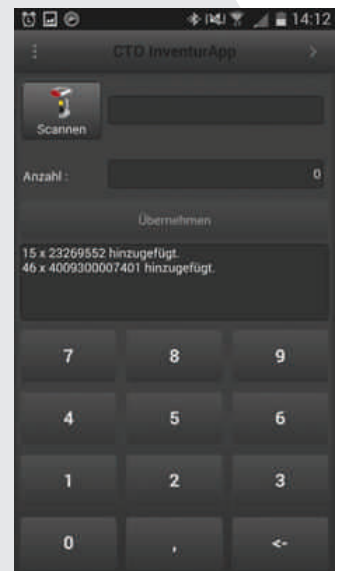 14:12
CTO InventurApp
Scannen
Anzahl :
0
Übernehmen
15 x 23269552 hinzugefügt.
46 x 4009300007401 hinzugefügt.
7 8 9
4 5 6
1 2 3
0 , <-